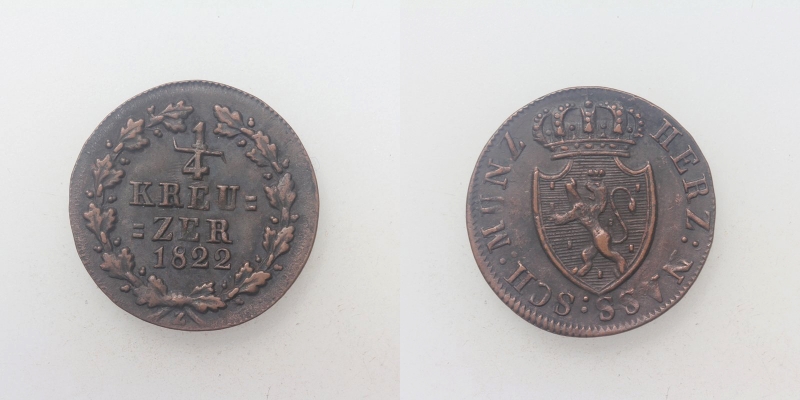 1/4
KREU=
=ZER
1822
HERZ. NASS: SCH. MUNZ